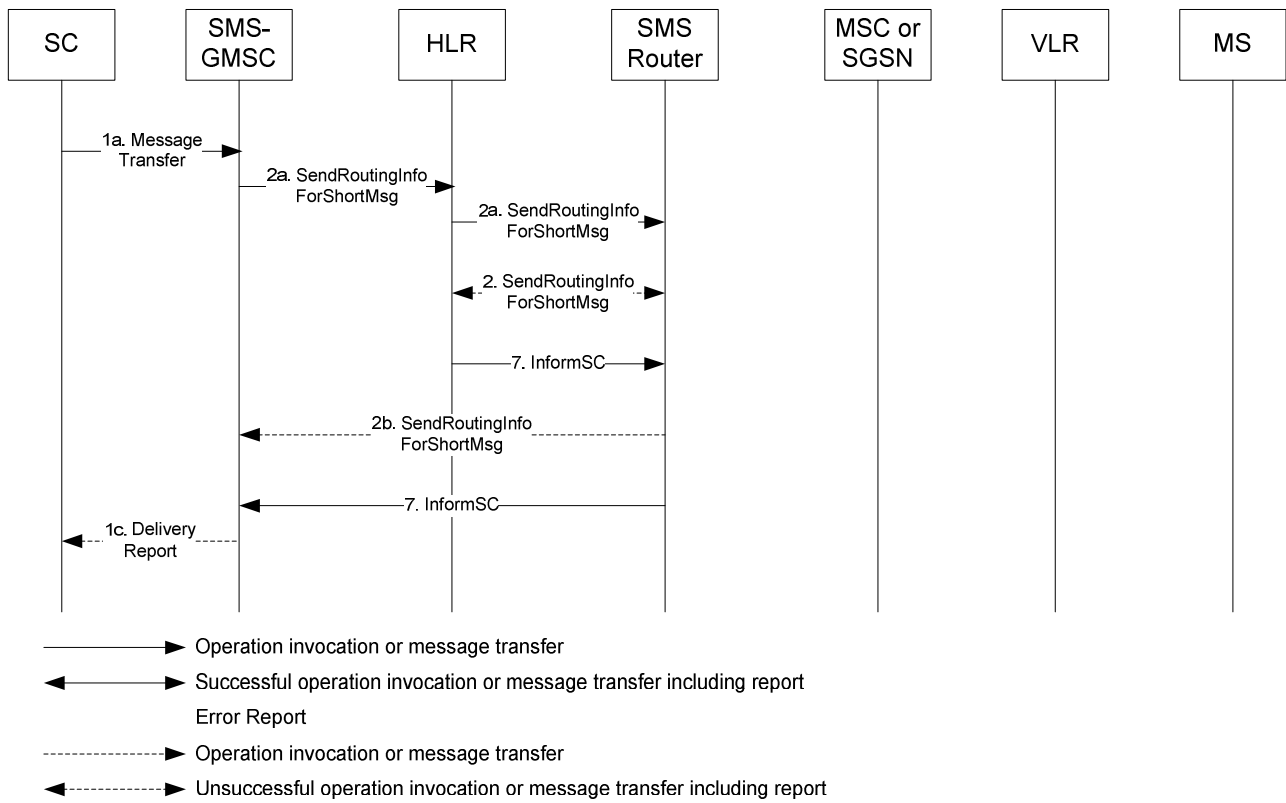 SC
SMS-
GMSC
HLR
SMS
Router
MSC or
SGSN
VLR
MS
1a. Message
Transfer
2a. SendRoutingInfo
ForShortMsg
2a. SendRoutingInfo
ForShortMsg
2. SendRoutingInfo
ForShortMsg
7. InformSC
2b. SendRoutingInfo
ForShortMsg
7. InformSC
1c. Delivery
Report
Operation invocation or message transfer
Successful operation invocation or message transfer including report
Error Report
Operation invocation or message transfer
Unsuccessful operation invocation or message transfer including report